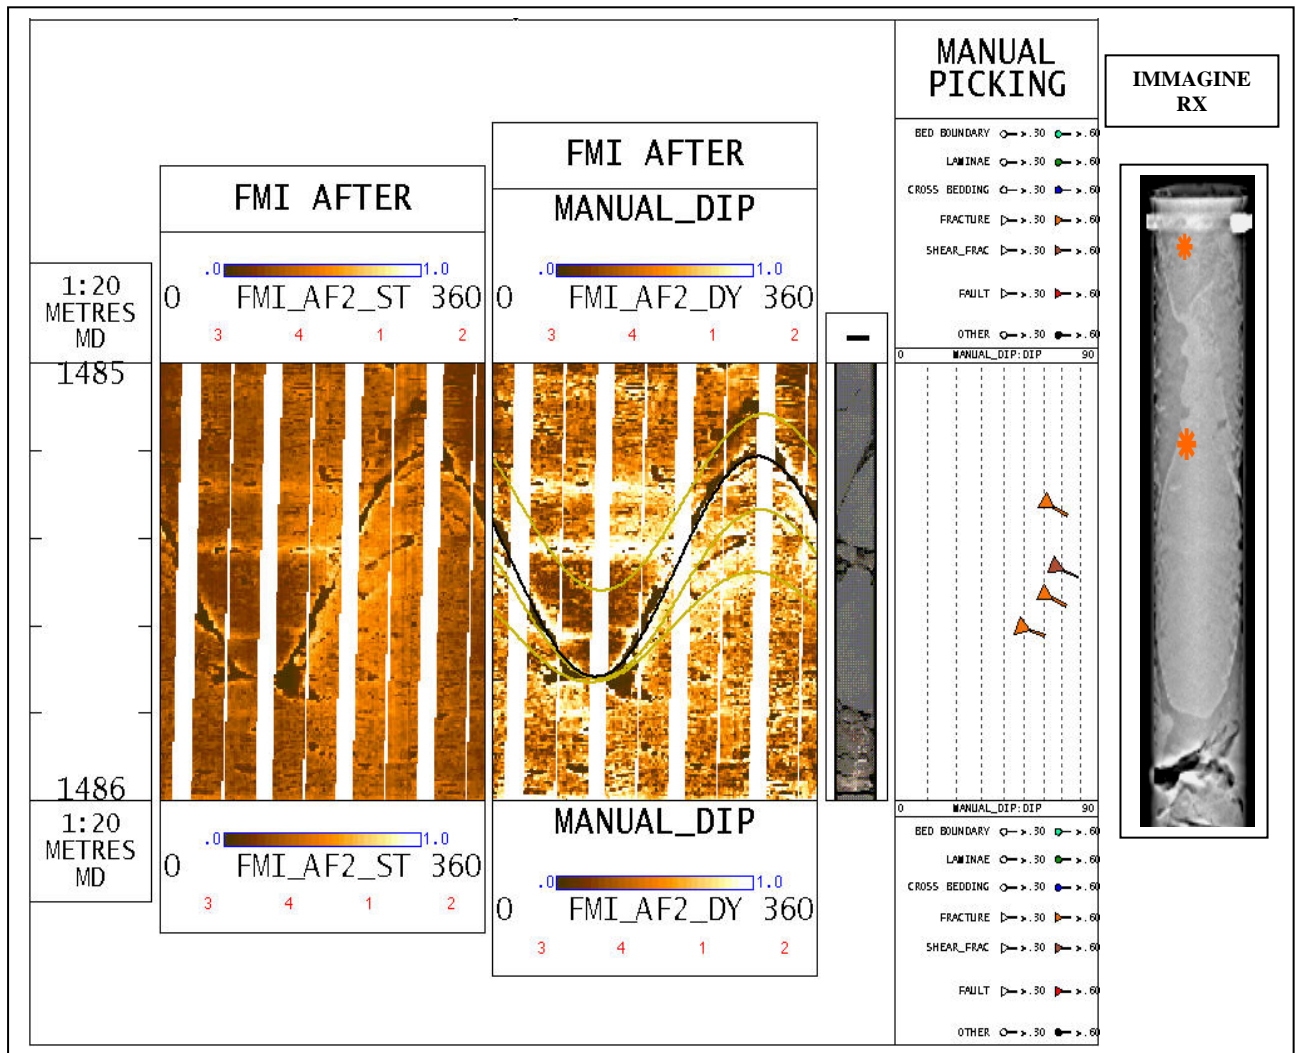 MANUAL
PICKING
IMMAGINE
RX
BED BOUNDARY >.30 >.60
LAMINAE >.30 >.60
CROSS BEDDING >.30 >.60
FRACTURE >.30 >.60
SHEAR_FRAC >.30 >.60
FAULT >.30 >.60
OTHER >.30 >.60
0 MANUAL_DIP:DIP 90
FMI AFTER
MANUAL_DIP
.0 1.0
0 FMI_AF2_DY 360
3 4 1 2
FMI AFTER
.0 1.0
0 FMI_AF2_ST 360
3 4 1 2
1:20
METRES
MD
1485
1486
1:20
METRES
MD
.0 1.0
0 FMI_AF2_ST 360
3 4 1 2
MANUAL_DIP
.0 1.0
0 FMI_AF2_DY 360
3 4 1 2
0 MANUAL_DIP:DIP 90
BED BOUNDARY >.30 >.60
LAMINAE >.30 >.60
CROSS BEDDING >.30 >.60
FRACTURE >.30 >.60
SHEAR_FRAC >.30 >.60
FAULT >.30 >.60
OTHER >.30 >.60